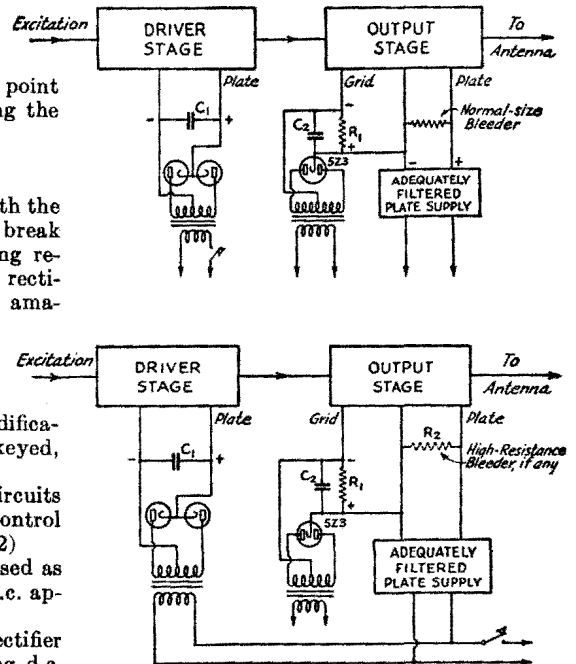 point
ng the
th the
break
ng re-
recti-
ama-
difica-
keyed,
ircuits
ontrol
2)
sed as
.c. ap-
ectifier
ng d.c.
Excitation
DRIVER
STAGE
OUTPUT
STAGE
To
Antenna
Plate
Grid
Plate
- C1 +
C2
R1
-
+
5Z3
Normal-size
Bleeder
- +
ADEQUATELY
FILTERED
PLATE SUPPLY
Excitation
DRIVER
STAGE
OUTPUT
STAGE
To
Antenna
Plate
Grid
Plate
- C1 +
C2
R1
-
+
5Z3
R2
High-Resistance
Bleeder, if any
ADEQUATELY
FILTERED
PLATE SUPPLY